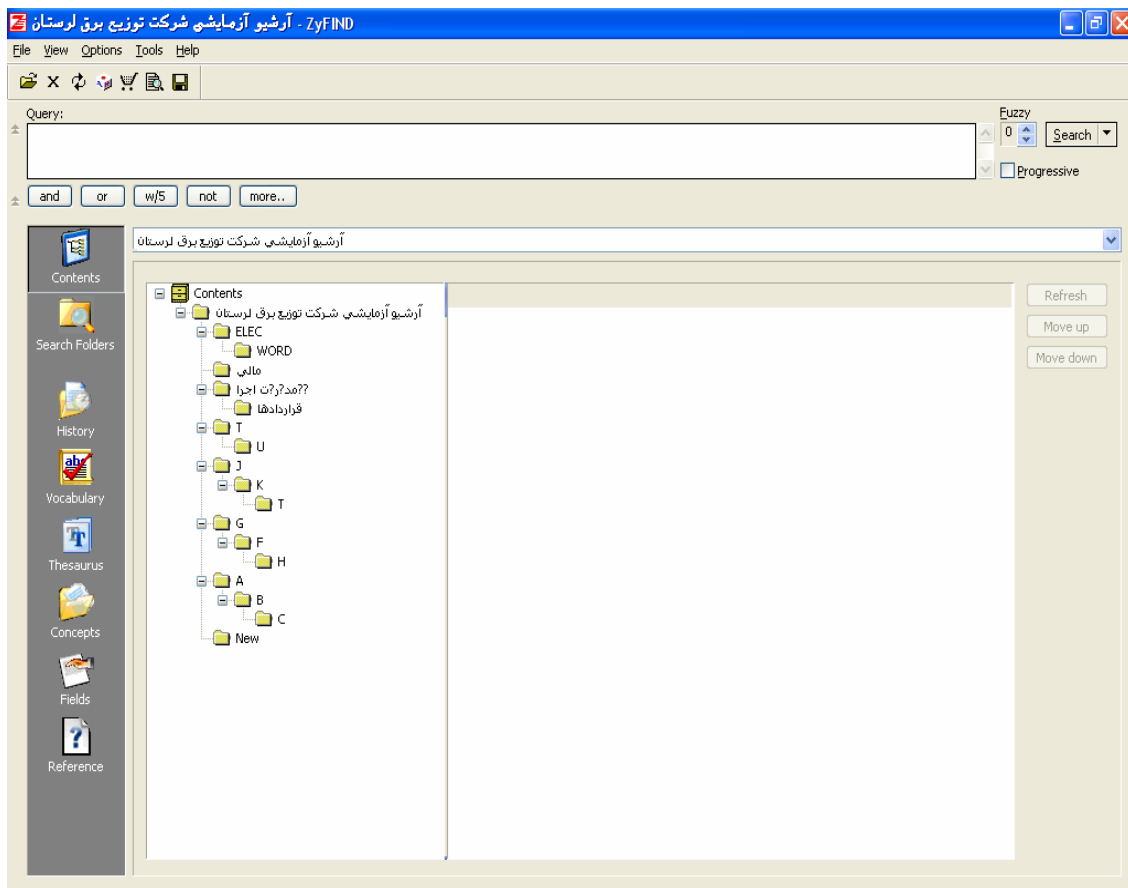 ZyFIND - آرشيو آزمايشي شركت توزيع برق لرستان
File View Options Tools Help
Query:
Fuzzy
0
Search
Progressive
and or w/5 not more..
آرشيو آزمايشي شركت توزيع برق لرستان
Contents
Search Folders
History
Vocabulary
Thesaurus
Concepts
Fields
Reference
Contents
آرشيو آزمايشي شركت توزيع برق لرستان
ELEC
WORD
مالي
??مد?ر?ت اجرا
قراردادها
T
U
J
K
T
G
F
H
A
B
C
New
Refresh
Move up
Move down